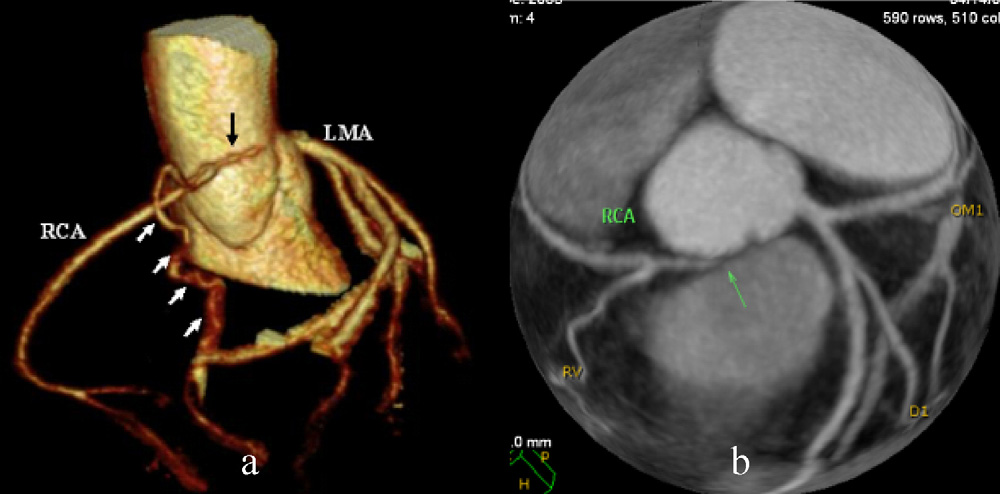 LMA
RCA
a
m: 4
590 rows, 510 col
RCA
OM1
RV
D1
.0 mm
P
H
b